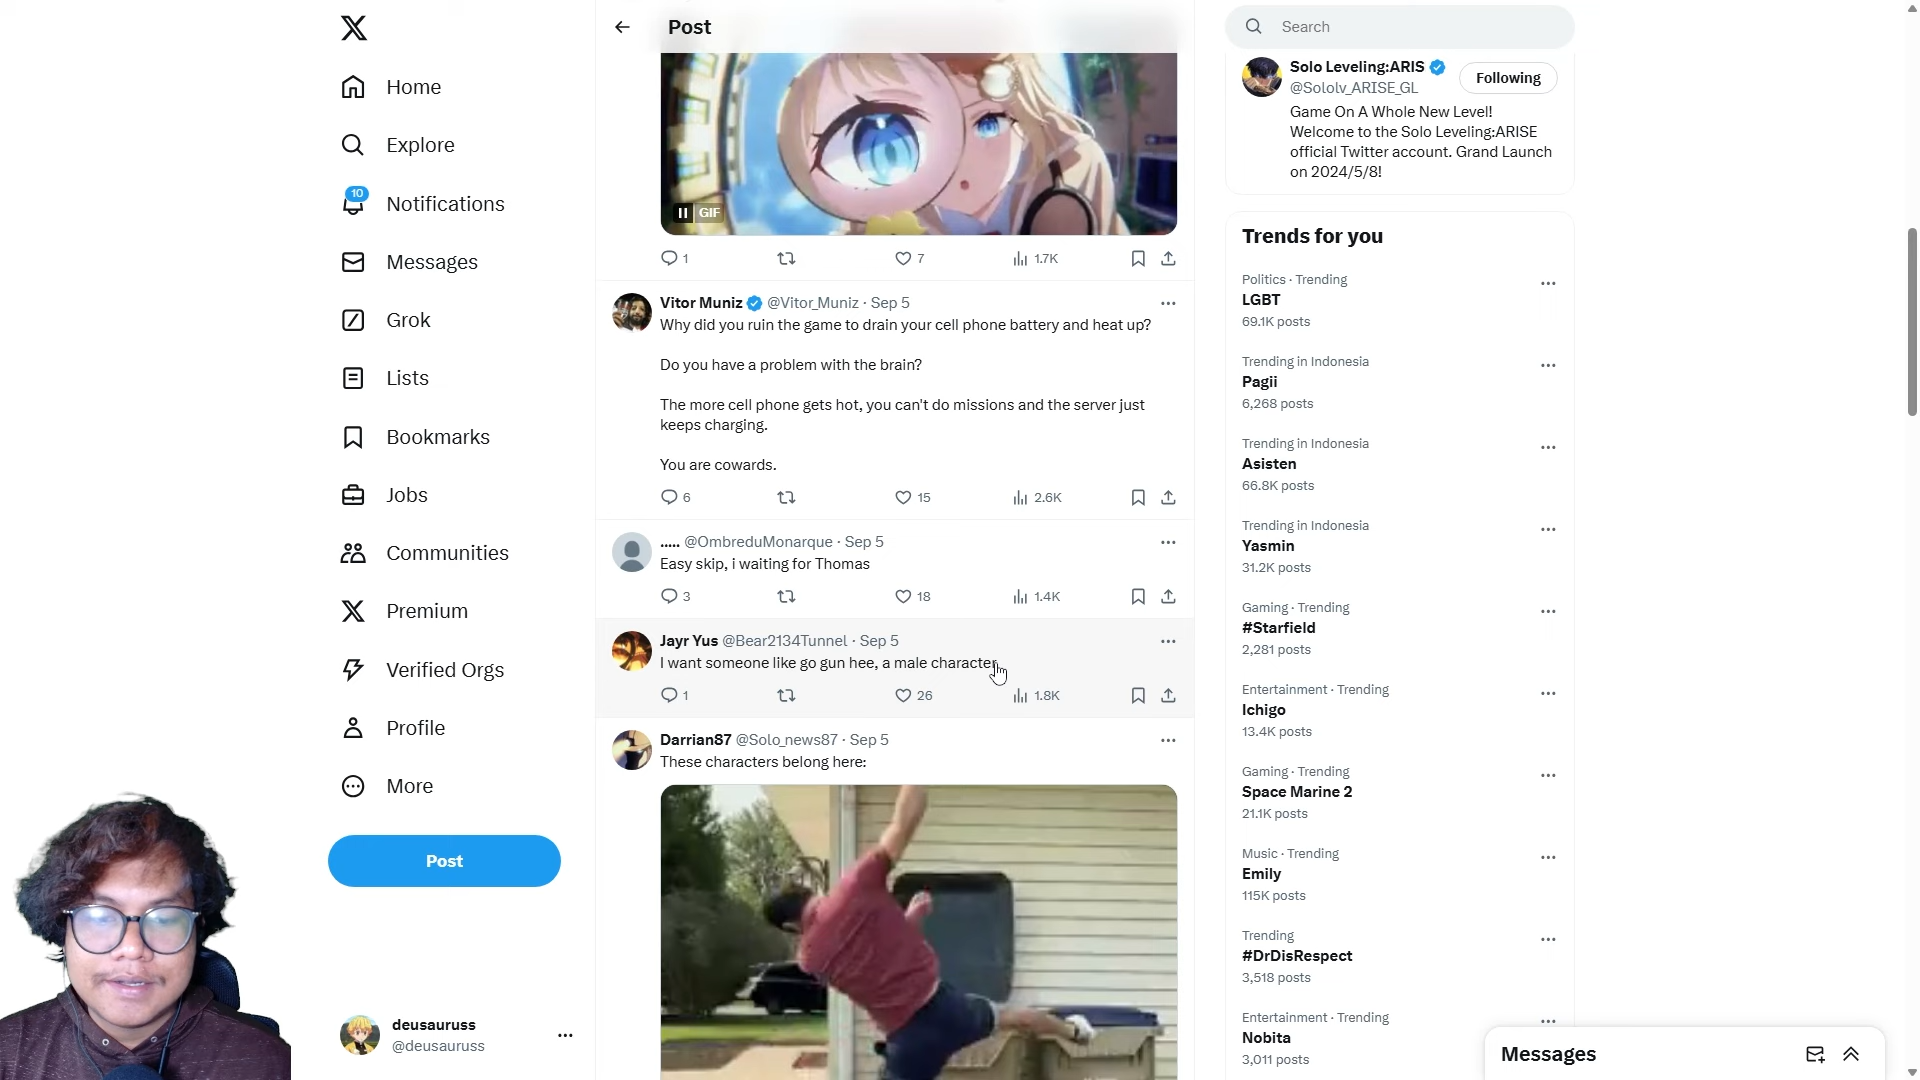 Home
Explore
10
Notifications
Messages
Grok
Lists
Bookmarks
Jobs
Communities
Premium
Verified Orgs
Profile
More
Post
deusauruss
@deusauruss
Post
GIF
1
7
1.7K
Vitor Muniz @Vitor_Muniz · Sep 5
Why did you ruin the game to drain your cell phone battery and heat up?
Do you have a problem with the brain?
The more cell phone gets hot, you can't do missions and the server just
keeps charging.
You are cowards.
6
15
2.6K
..... @OmbreduMonarque · Sep 5
Easy skip, i waiting for Thomas
3
18
1.4K
Jayr Yus @Bear2134Tunnel · Sep 5
I want someone like go gun hee, a male character
1
26
1.8K
Darrian87 @Solo_news87 · Sep 5
These characters belong here:
Search
Solo Leveling:ARIS
@Sololv_ARISE_GL
Following
Game On A Whole New Level!
Welcome to the Solo Leveling:ARISE
official Twitter account. Grand Launch
on 2024/5/8!
Trends for you
Politics · Trending
LGBT
69.1K posts
Trending in Indonesia
Pagii
6,268 posts
Trending in Indonesia
Asisten
66.8K posts
Trending in Indonesia
Yasmin
31.2K posts
Gaming · Trending
#Starfield
2,281 posts
Entertainment · Trending
Ichigo
13.4K posts
Gaming · Trending
Space Marine 2
21.1K posts
Music · Trending
Emily
115K posts
Trending
#DrDisRespect
3,518 posts
Entertainment · Trending
Nobita
3,011 posts
Messages